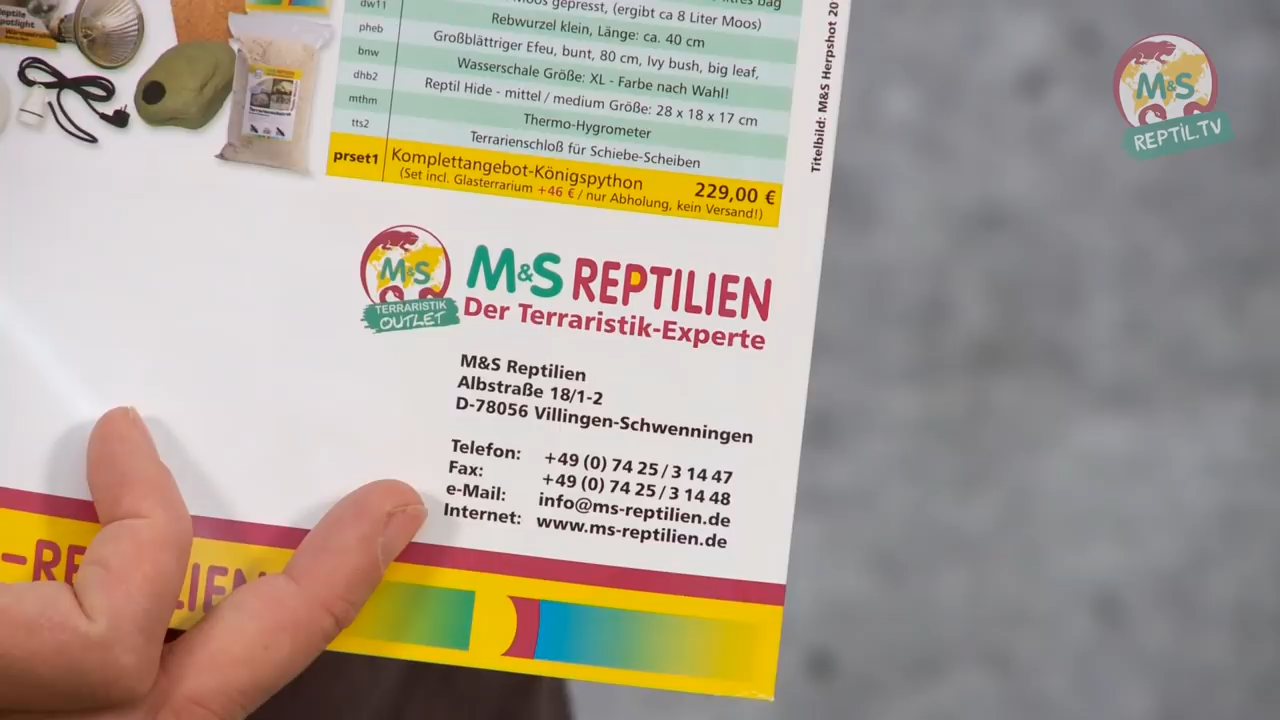 dw11
Moos gepresst, (ergibt ca 8 Liter Moos)
pheb
Rebwurzel klein, Länge: ca. 40 cm
bnw
Großblättriger Efeu, bunt, 80 cm, Ivy bush, big leaf,
dhb2
Wasserschale Größe: XL - Farbe nach Wahl!
mthm
Reptil Hide - mittel / medium Größe: 28 x 18 x 17 cm
tts2
Thermo-Hygrometer
Terrarienschloß für Schiebe-Scheiben
prset1 Komplettangebot-Königspython 229,00 €
(Set incl. Glasterrarium +46 € / nur Abholung, kein Versand!)
Titelbild: M&S Herpshot 20
M&S
TERRARISTIK
OUTLET
M&S REPTILIEN
Der Terraristik-Experte
M&S Reptilien
Albstraße 18/1-2
D-78056 Villingen-Schwenningen
Telefon: +49 (0) 74 25 / 3 14 47
Fax: +49 (0) 74 25 / 3 14 48
e-Mail: info@ms-reptilien.de
Internet: www.ms-reptilien.de
M&S
REPTIL.TV